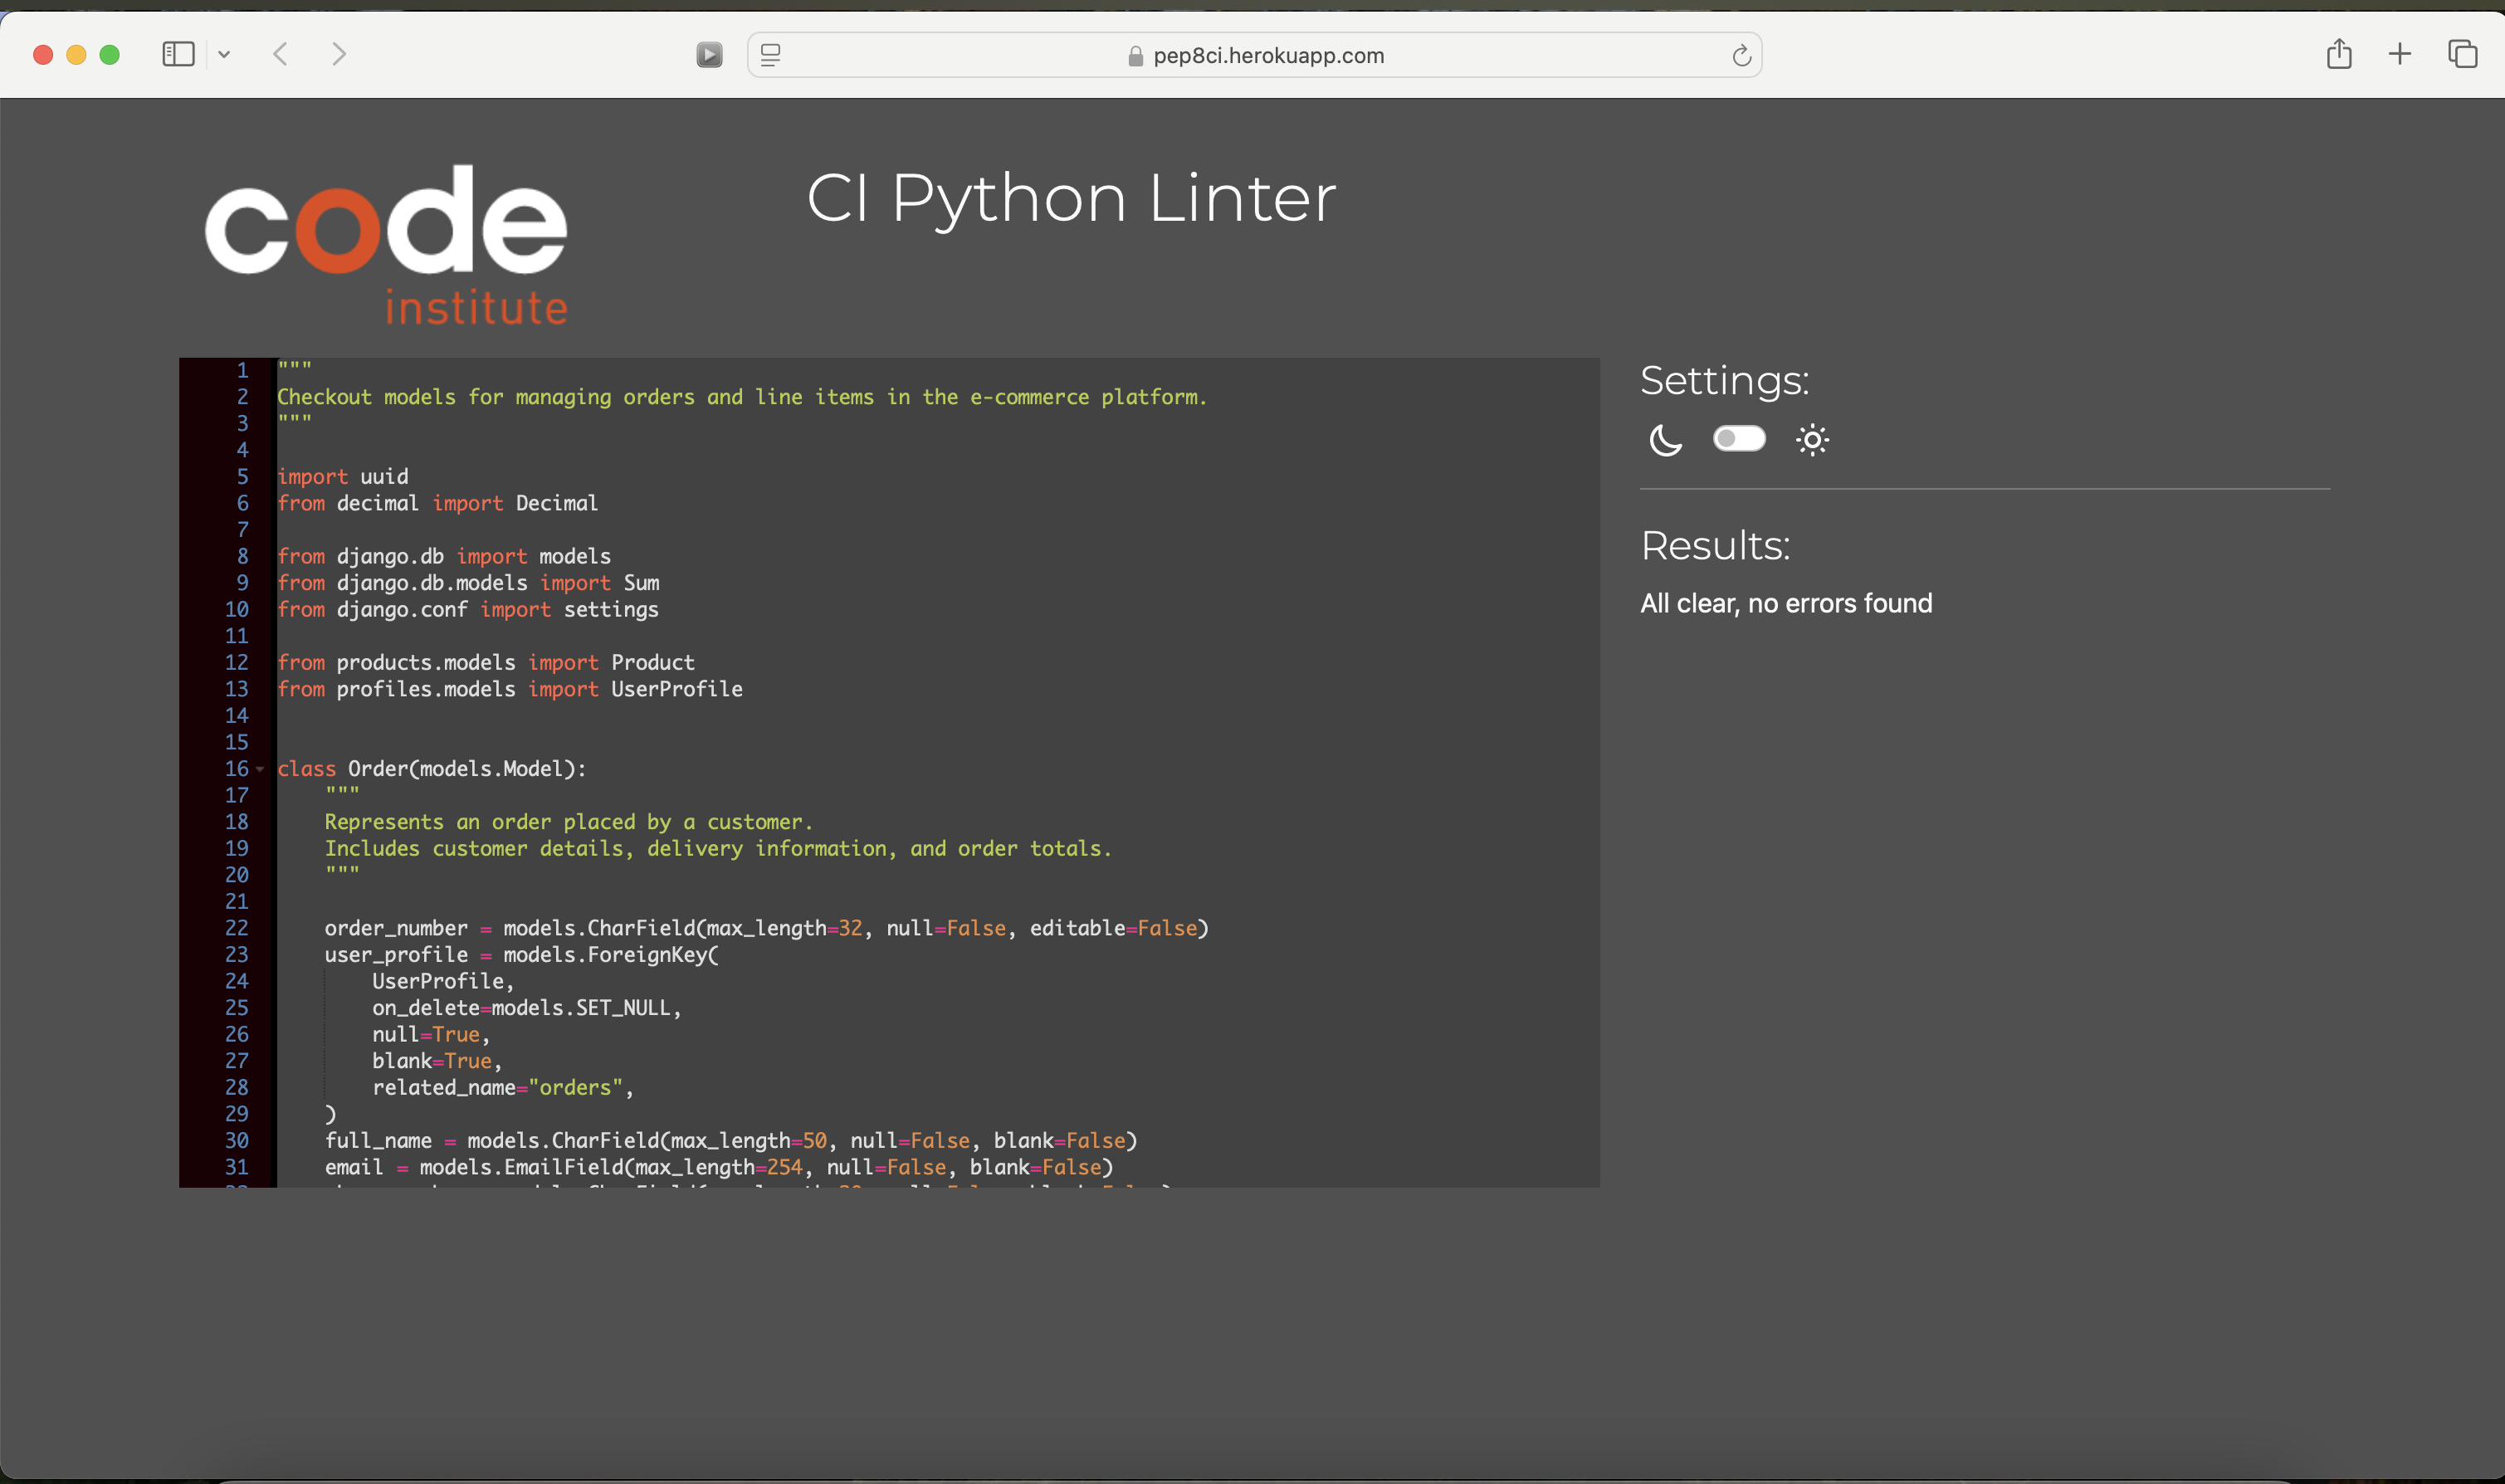 pep8ci.herokuapp.com
code
institute
CI Python Linter
1 """
2 Checkout models for managing orders and line items in the e-commerce platform.
3 """
4
5 import uuid
6 from decimal import Decimal
7
8 from django.db import models
9 from django.db.models import Sum
10 from django.conf import settings
11
12 from products.models import Product
13 from profiles.models import UserProfile
14
15
16 class Order(models.Model):
17     """
18     Represents an order placed by a customer.
19     Includes customer details, delivery information, and order totals.
20     """
21
22     order_number = models.CharField(max_length=32, null=False, editable=False)
23     user_profile = models.ForeignKey(
24         UserProfile,
25         on_delete=models.SET_NULL,
26         null=True,
27         blank=True,
28         related_name="orders",
29     )
30     full_name = models.CharField(max_length=50, null=False, blank=False)
31     email = models.EmailField(max_length=254, null=False, blank=False)
Settings:
Results:
All clear, no errors found